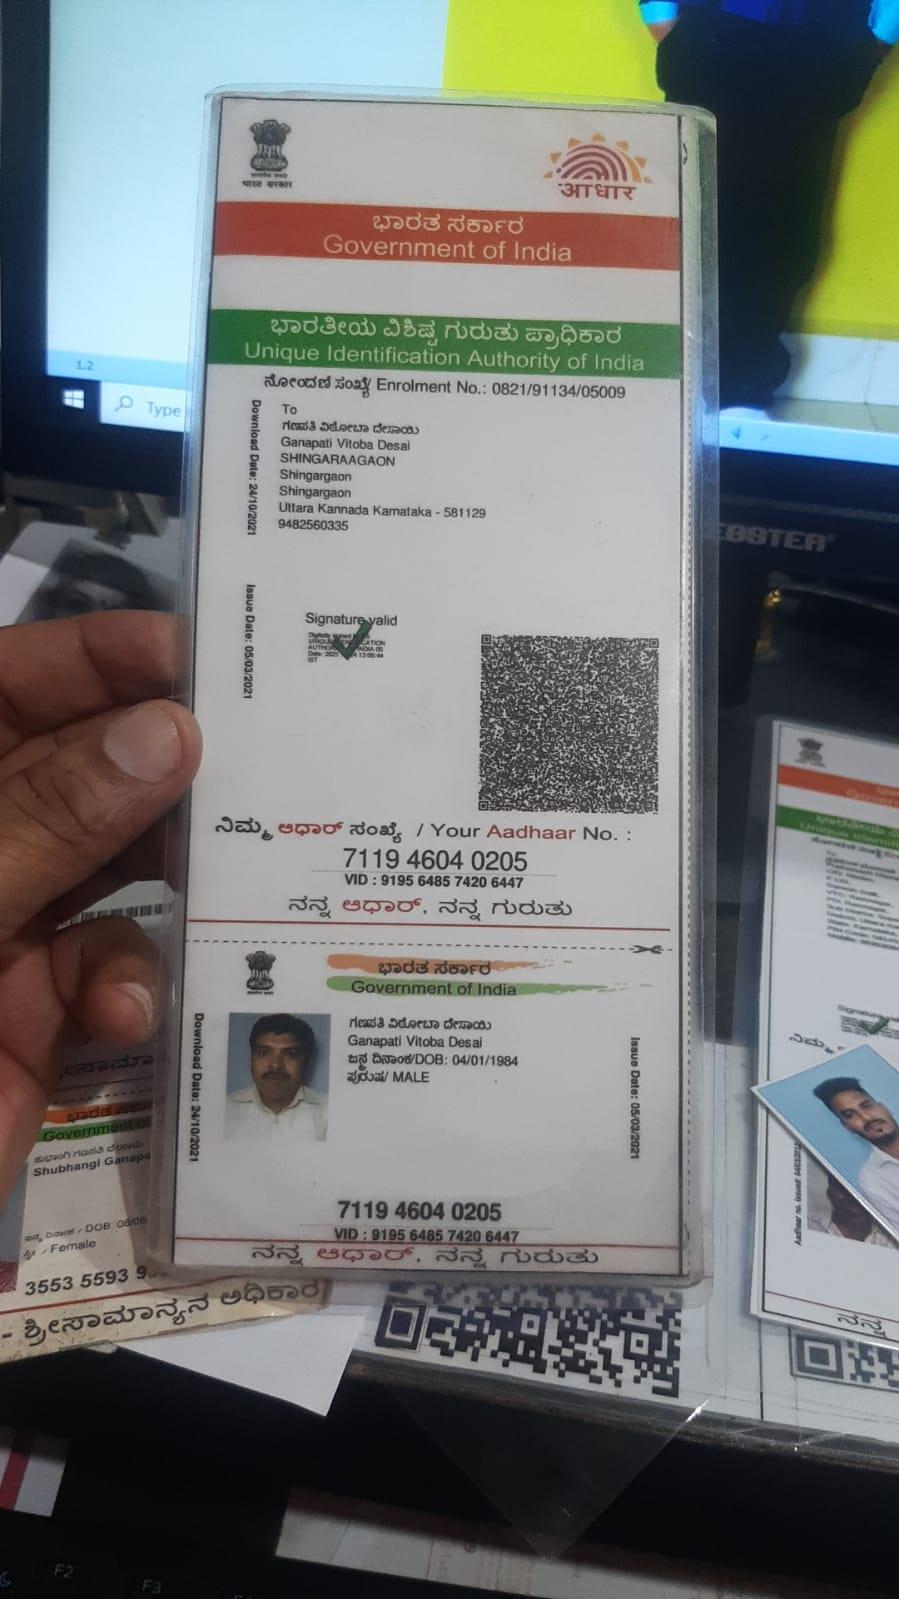 1.2
Type
भारत सरकार
आधार
ಭಾರತ ಸರ್ಕಾರ
Government of India
ಭಾರತೀಯ ವಿಶಿಷ್ಟ ಗುರುತು ಪ್ರಾಧಿಕಾರ
Unique Identification Authority of India
ನೋಂದಣಿ ಸಂಖ್ಯೆ/ Enrolment No.: 0821/91134/05009
Download Date: 24/10/2021
To
ಗಣಪತಿ ವಿಠೋಬಾ ದೇಸಾಯಿ
Ganapati Vitoba Desai
SHINGARAAGAON
Shingargaon
Shingargaon
Uttara Kannada Karnataka - 581129
9482560335
Issue Date: 05/03/2021
Signature valid
ನಿಮ್ಮ ಆಧಾರ್ ಸಂಖ್ಯೆ / Your Aadhaar No. :
7119 4604 0205
VID : 9195 6485 7420 6447
ನನ್ನ ಆಧಾರ್, ನನ್ನ ಗುರುತು
ಭಾರತ ಸರ್ಕಾರ
Government of India
Download Date: 24/10/2021
ಗಣಪತಿ ವಿಠೋಬಾ ದೇಸಾಯಿ
Ganapati Vitoba Desai
ಜನ್ಮ ದಿನಾಂಕ/DOB: 04/01/1984
ಪುರುಷ/ MALE
Issue Date: 05/03/2021
7119 4604 0205
VID : 9195 6485 7420 6447
ನನ್ನ ಆಧಾರ್, ನನ್ನ ಗುರುತು
Government
Shubhangi
DOB:
/ Female
3553 5593
- ಶ್ರೀಸಾಮಾನ್ಯನ ಅಧಿಕಾರ
ನಿಮ್ಮ
F2
F3